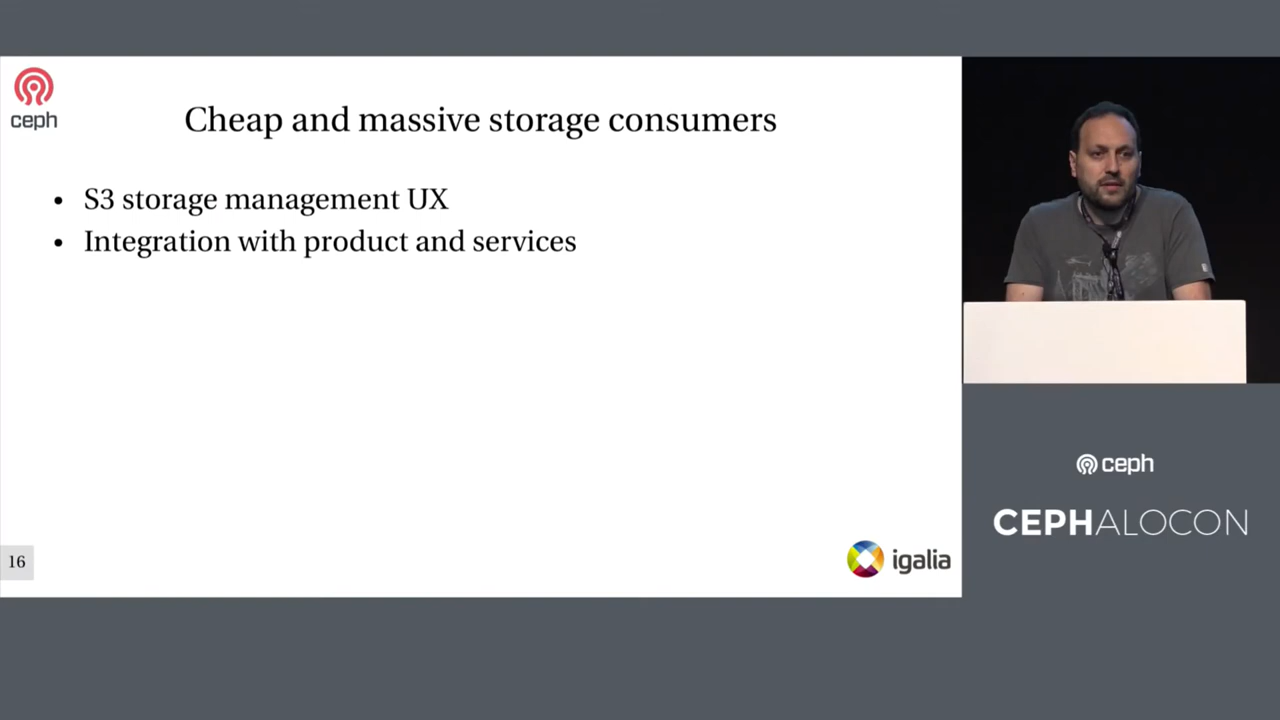 ceph
Cheap and massive storage consumers
• S3 storage management UX
• Integration with product and services
16
igalia
ceph
CEPHALOCON